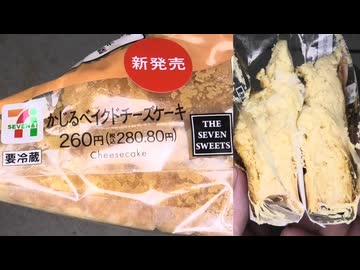 新発売
7
SEVEN & i
かじるベイクドチーズケーキ
260円(税込280.80円)
Cheesecake
要冷蔵
THE
SEVEN
SWEETS